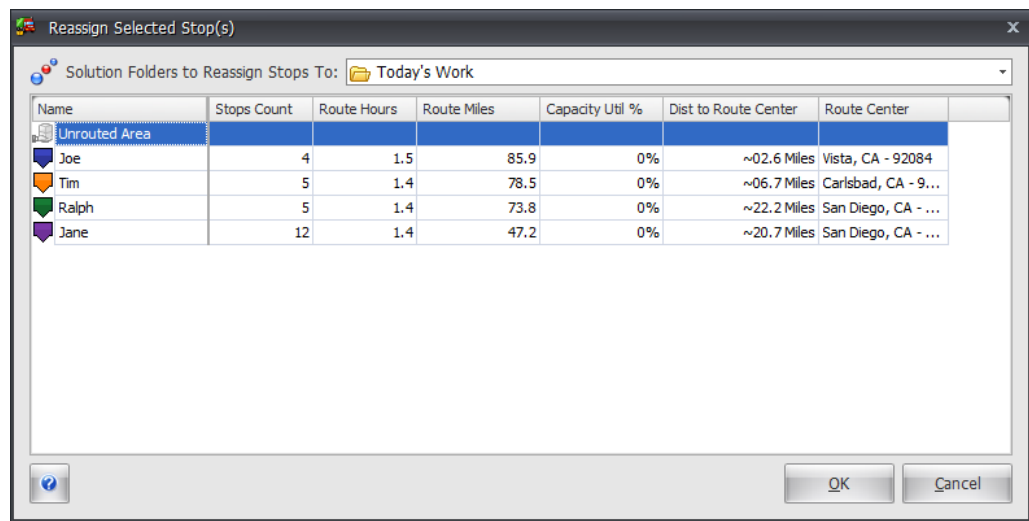 Reassign Selected Stop(s) x
Solution Folders to Reassign Stops To: Today's Work
Name Stops Count Route Hours Route Miles Capacity Util % Dist to Route Center Route Center
Unrouted Area
Joe 4 1.5 85.9 0% ~02.6 Miles Vista, CA - 92084
Tim 5 1.4 78.5 0% ~06.7 Miles Carlsbad, CA - 9...
Ralph 5 1.4 73.8 0% ~22.2 Miles San Diego, CA - ...
Jane 12 1.4 47.2 0% ~20.7 Miles San Diego, CA - ...
? OK Cancel